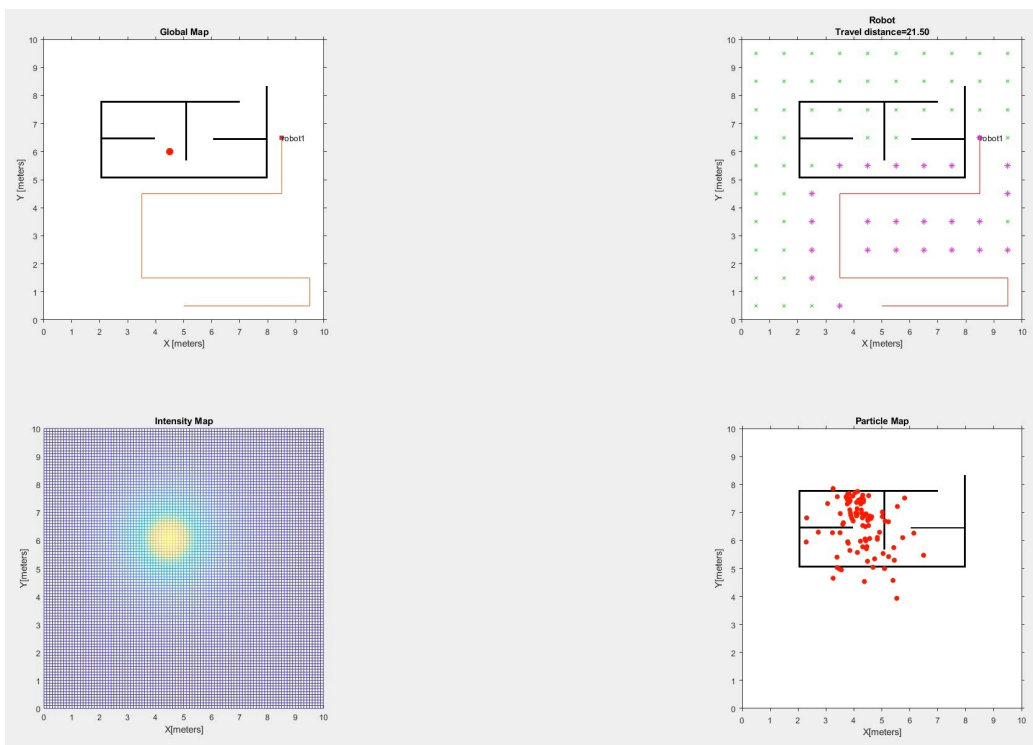 Global Map
10
9
8
7
6
5
4
3
2
1
0
Y [meters]
robot1
0 1 2 3 4 5 6 7 8 9 10
X [meters]
Robot
Travel distance=21.50
10
9
8
7
6
5
4
3
2
1
0
Y [meters]
robot1
0 1 2 3 4 5 6 7 8 9 10
X [meters]
Intensity Map
10
9
8
7
6
5
4
3
2
1
0
Y[meters]
0 1 2 3 4 5 6 7 8 9 10
X[meters]
Particle Map
10
9
8
7
6
5
4
3
2
1
0
Y[meters]
0 1 2 3 4 5 6 7 8 9 10
X[meters]